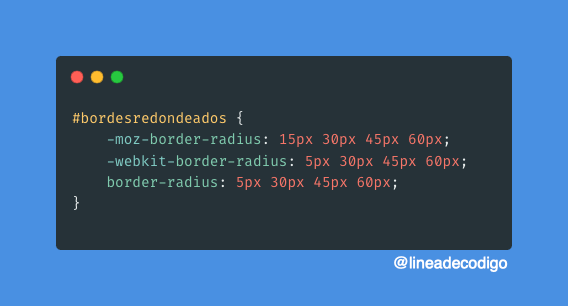 #bordesredondeados {
    -moz-border-radius: 15px 30px 45px 60px;
    -webkit-border-radius: 5px 30px 45px 60px;
    border-radius: 5px 30px 45px 60px;
}
@lineadecodigo